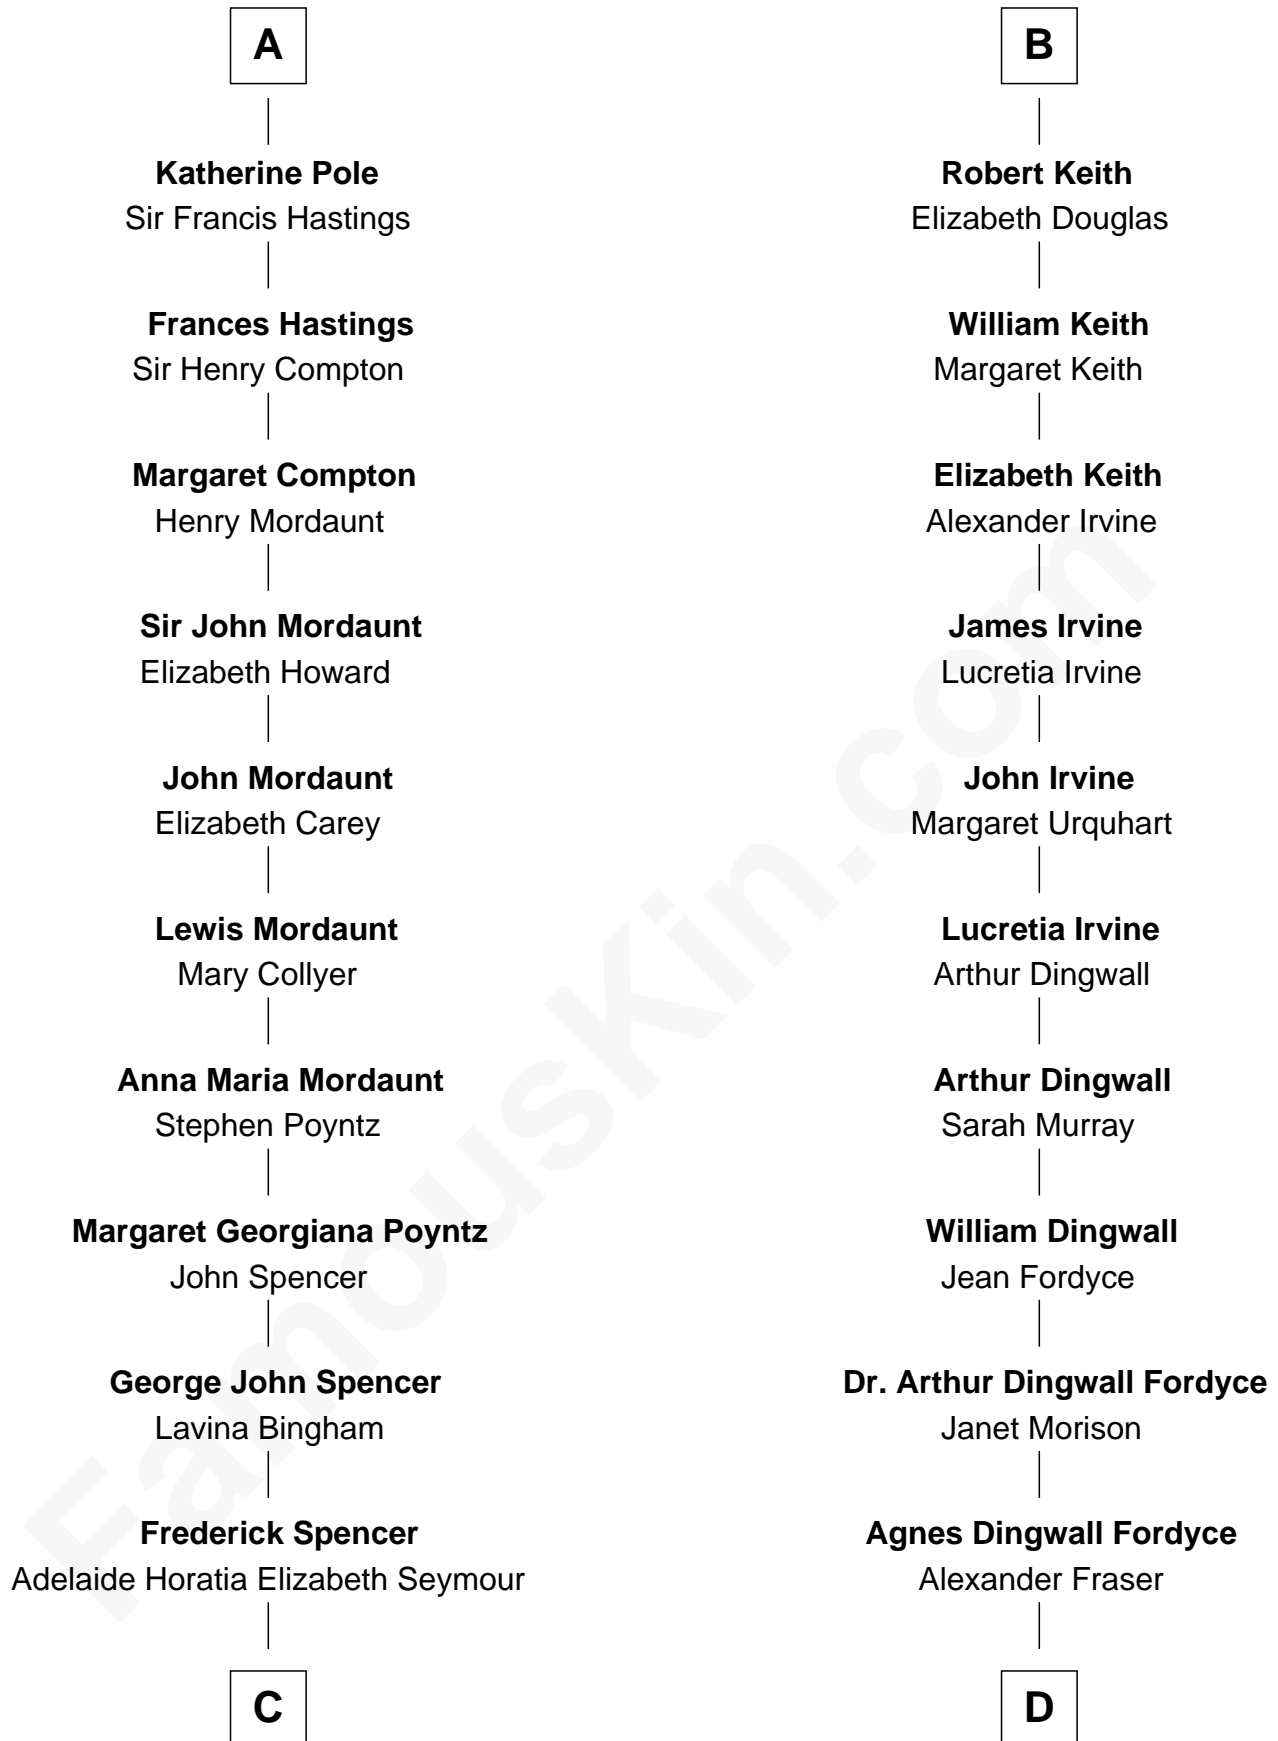 A
Katherine Pole
Sir Francis Hastings
Frances Hastings
Sir Henry Compton
Margaret Compton
Henry Mordaunt
Sir John Mordaunt
Elizabeth Howard
John Mordaunt
Elizabeth Carey
Lewis Mordaunt
Mary Collyer
Anna Maria Mordaunt
Stephen Poyntz
Margaret Georgiana Poyntz
John Spencer
George John Spencer
Lavina Bingham
Frederick Spencer
Adelaide Horatia Elizabeth Seymour
C
B
Robert Keith
Elizabeth Douglas
William Keith
Margaret Keith
Elizabeth Keith
Alexander Irvine
James Irvine
Lucretia Irvine
John Irvine
Margaret Urquhart
Lucretia Irvine
Arthur Dingwall
Arthur Dingwall
Sarah Murray
William Dingwall
Jean Fordyce
Dr. Arthur Dingwall Fordyce
Janet Morison
Agnes Dingwall Fordyce
Alexander Fraser
D
FamousKin.com